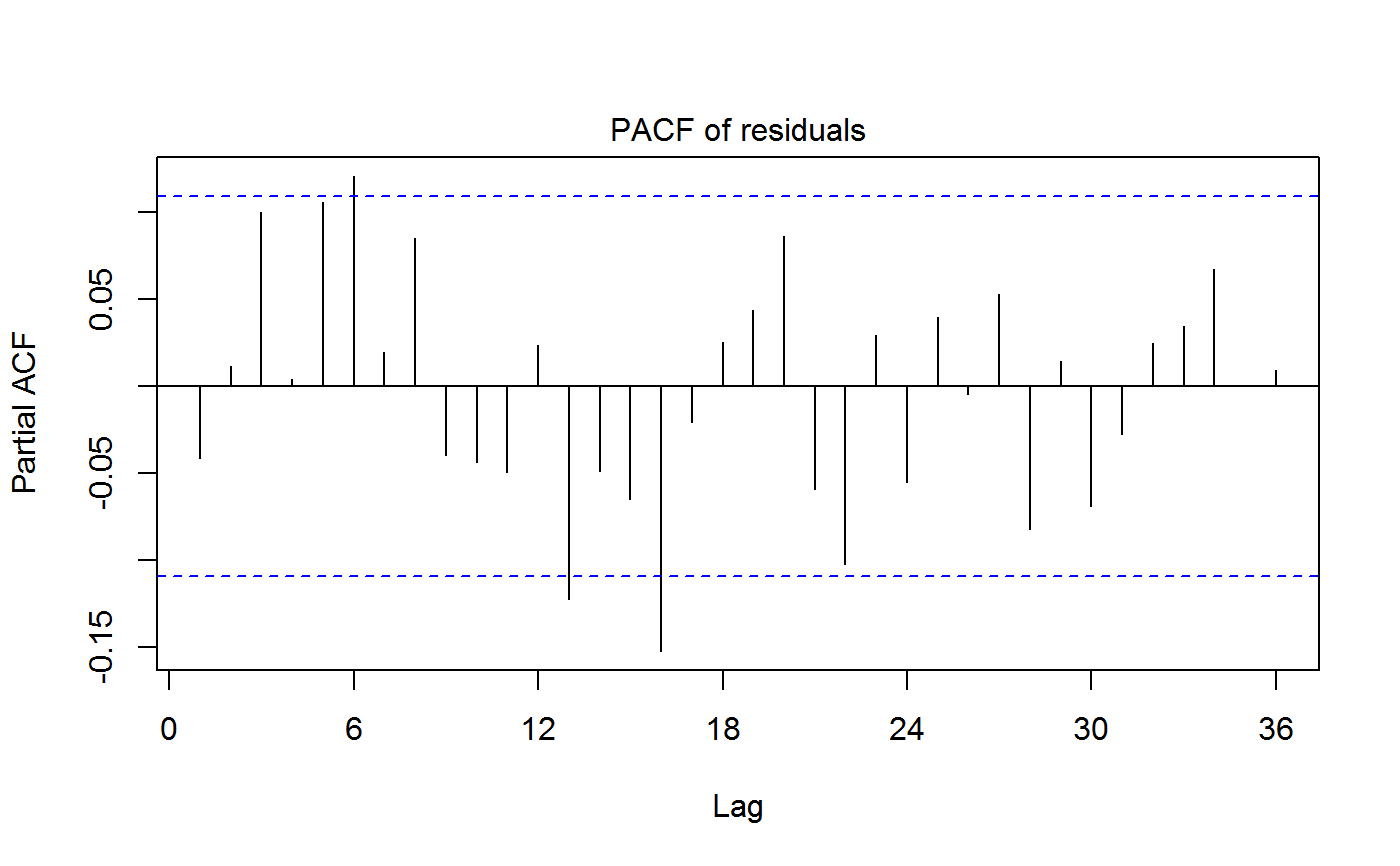 PACF of residuals
Partial ACF
0.05
-0.05
-0.15
0 6 12 18 24 30 36
Lag